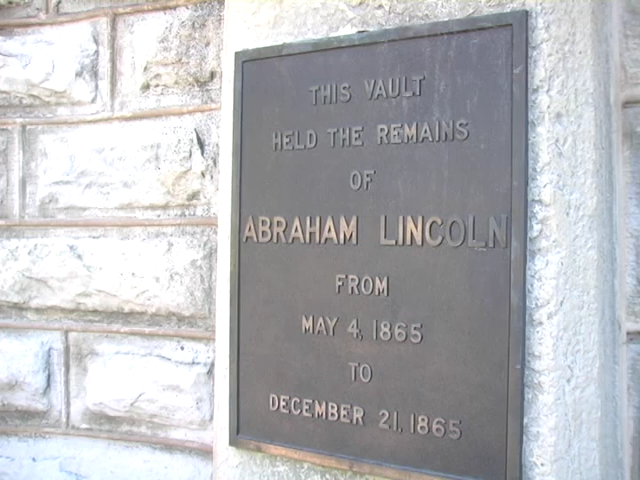 THIS VAULT
HELD THE REMAINS
OF
ABRAHAM LINCOLN
FROM
MAY 4, 1865
TO
DECEMBER 21, 1865